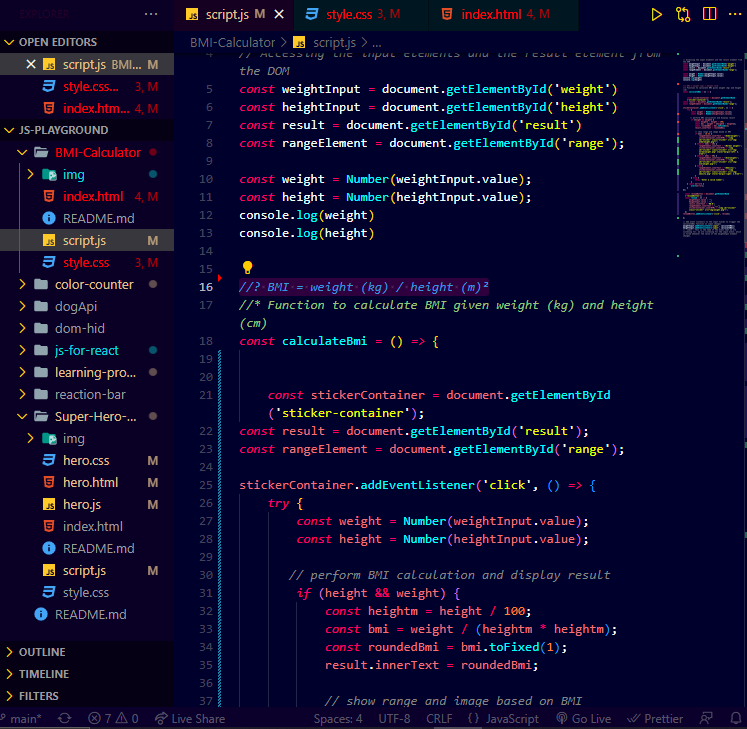 EXPLORER
···
script.js M
style.css 3, M
index.html 4, M
OPEN EDITORS
script.js BMI... M
style.css... 3, M
index.htm... 4, M
JS-PLAYGROUND
BMI-Calculator
img
index.html 4, M
README.md
script.js M
style.css 3, M
color-counter
dogApi
dom-hid
js-for-react
learning-pro...
reaction-bar
Super-Hero-...
img
hero.css M
hero.html M
hero.js M
index.html
README.md
script.js M
style.css
README.md
OUTLINE
TIMELINE
FILTERS
BMI-Calculator > script.js > ...
4 // Accessing the input elements and the result element from
the DOM
5 const weightInput = document.getElementById('weight')
6 const heightInput = document.getElementById('height')
7 const result = document.getElementById('result')
8 const rangeElement = document.getElementById('range');
9
10 const weight = Number(weightInput.value);
11 const height = Number(heightInput.value);
12 console.log(weight)
13 console.log(height)
14
15
16 //? BMI = weight (kg) / height (m)²
17 //* Function to calculate BMI given weight (kg) and height
(cm)
18 const calculateBmi = () => {
19
20
21 const stickerContainer = document.getElementById
('sticker-container');
22 const result = document.getElementById('result');
23 const rangeElement = document.getElementById('range');
24
25 stickerContainer.addEventListener('click', () => {
26 try {
27 const weight = Number(weightInput.value);
28 const height = Number(heightInput.value);
29
30 // perform BMI calculation and display result
31 if (height && weight) {
32 const heightm = height / 100;
33 const bmi = weight / (heightm * heightm);
34 const roundedBmi = bmi.toFixed(1);
35 result.innerText = roundedBmi;
36
37 // show range and image based on BMI
main* 7 0 Live Share Spaces: 4 UTF-8 CRLF {} JavaScript Go Live Prettier